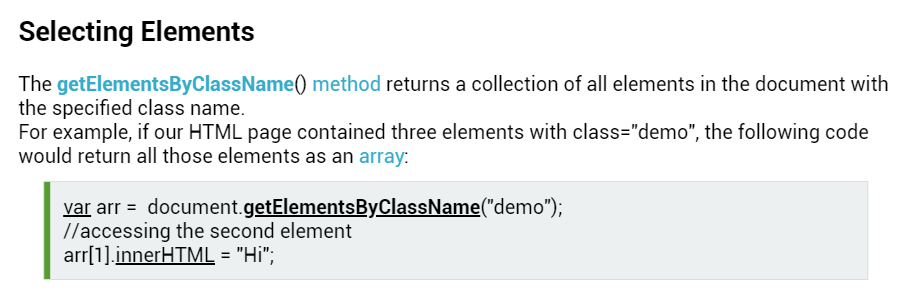 Selecting Elements
The getElementsByClassName() method returns a collection of all elements in the document with
the specified class name.
For example, if our HTML page contained three elements with class="demo", the following code
would return all those elements as an array:
var arr =  document.getElementsByClassName("demo");
//accessing the second element
arr[1].innerHTML = "Hi";